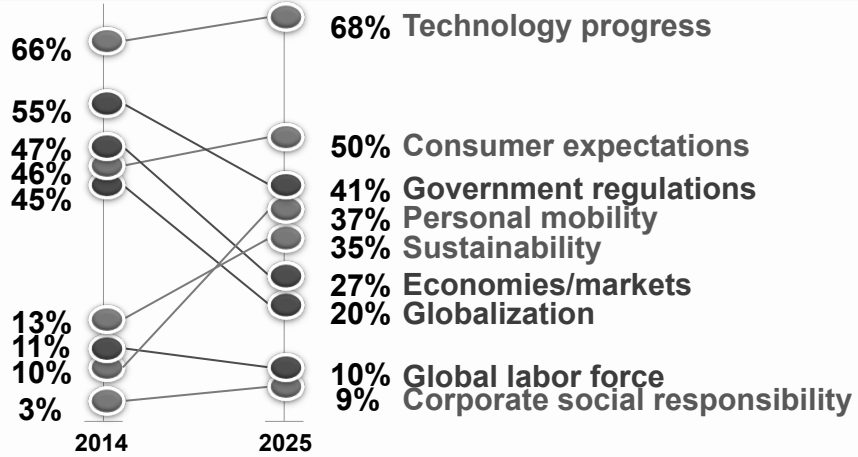 66%
55%
47%
46%
45%
13%
11%
10%
3%
68% Technology progress
50% Consumer expectations
41% Government regulations
37% Personal mobility
35% Sustainability
27% Economies/markets
20% Globalization
10% Global labor force
9% Corporate social responsibility
2014
2025